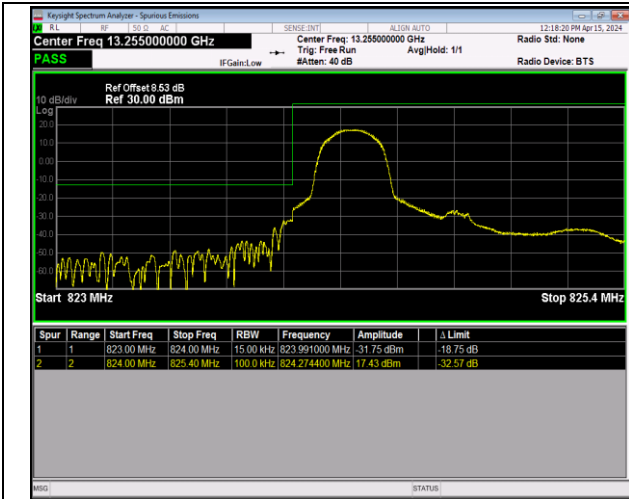 Keysight Spectrum Analyzer - Spurious Emissions
RL RF 50 Ω AC SENSE:INT ALIGN AUTO 12:18:20 PM Apr 15, 2024
Center Freq 13.255000000 GHz Center Freq: 13.255000000 GHz Radio Std: None
Trig: Free Run Avg|Hold: 1/1
PASS IFGain:Low #Atten: 40 dB Radio Device: BTS
Ref Offset 8.53 dB
10 dB/div Ref 30.00 dBm
Log
20.0
10.0
0.00
-10.0
-20.0
-30.0
-40.0
-50.0
-60.0
Start 823 MHz Stop 825.4 MHz
Spur Range Start Freq Stop Freq RBW Frequency Amplitude Δ Limit
1 1 823.00 MHz 824.00 MHz 15.00 kHz 823.991000 MHz -31.75 dBm -18.75 dB
2 2 824.00 MHz 825.40 MHz 100.0 kHz 824.274400 MHz 17.43 dBm -32.57 dB
MSG STATUS